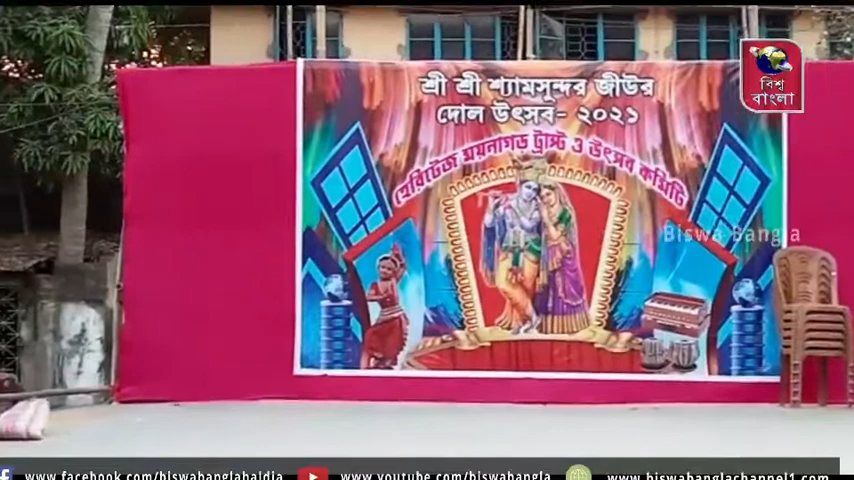 বিশ্ব
বাংলা
শ্রী শ্রী শ্যামসুন্দর জীউর
দোল উৎসব - ২০২১
হেরিটেজ ময়নাগড় ট্রাস্ট ও উৎসব কমিটি
Biswa Bangla
www.facebook.com/biswabanglahaldia
www.youtube.com/biswabangla
www.biswabanglachannel1.com